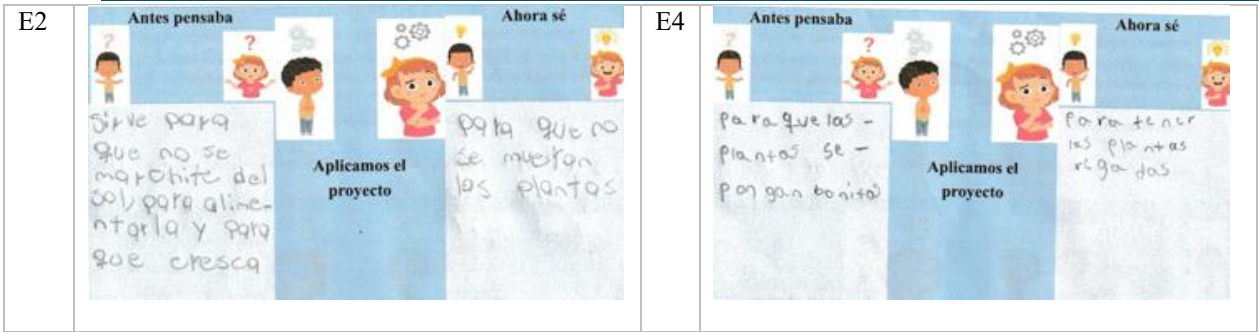 E2
Antes pensaba
Ahora sé
sirve para
que no se
marchite del
sol, para alime-
ntarla y para
que cresca
Aplicamos el
proyecto
para que no
se mueran
las plantas
E4
Antes pensaba
Ahora sé
para que las -
plantas se -
pongan bonitas
Aplicamos el
proyecto
para tener
las plantas
rigadas